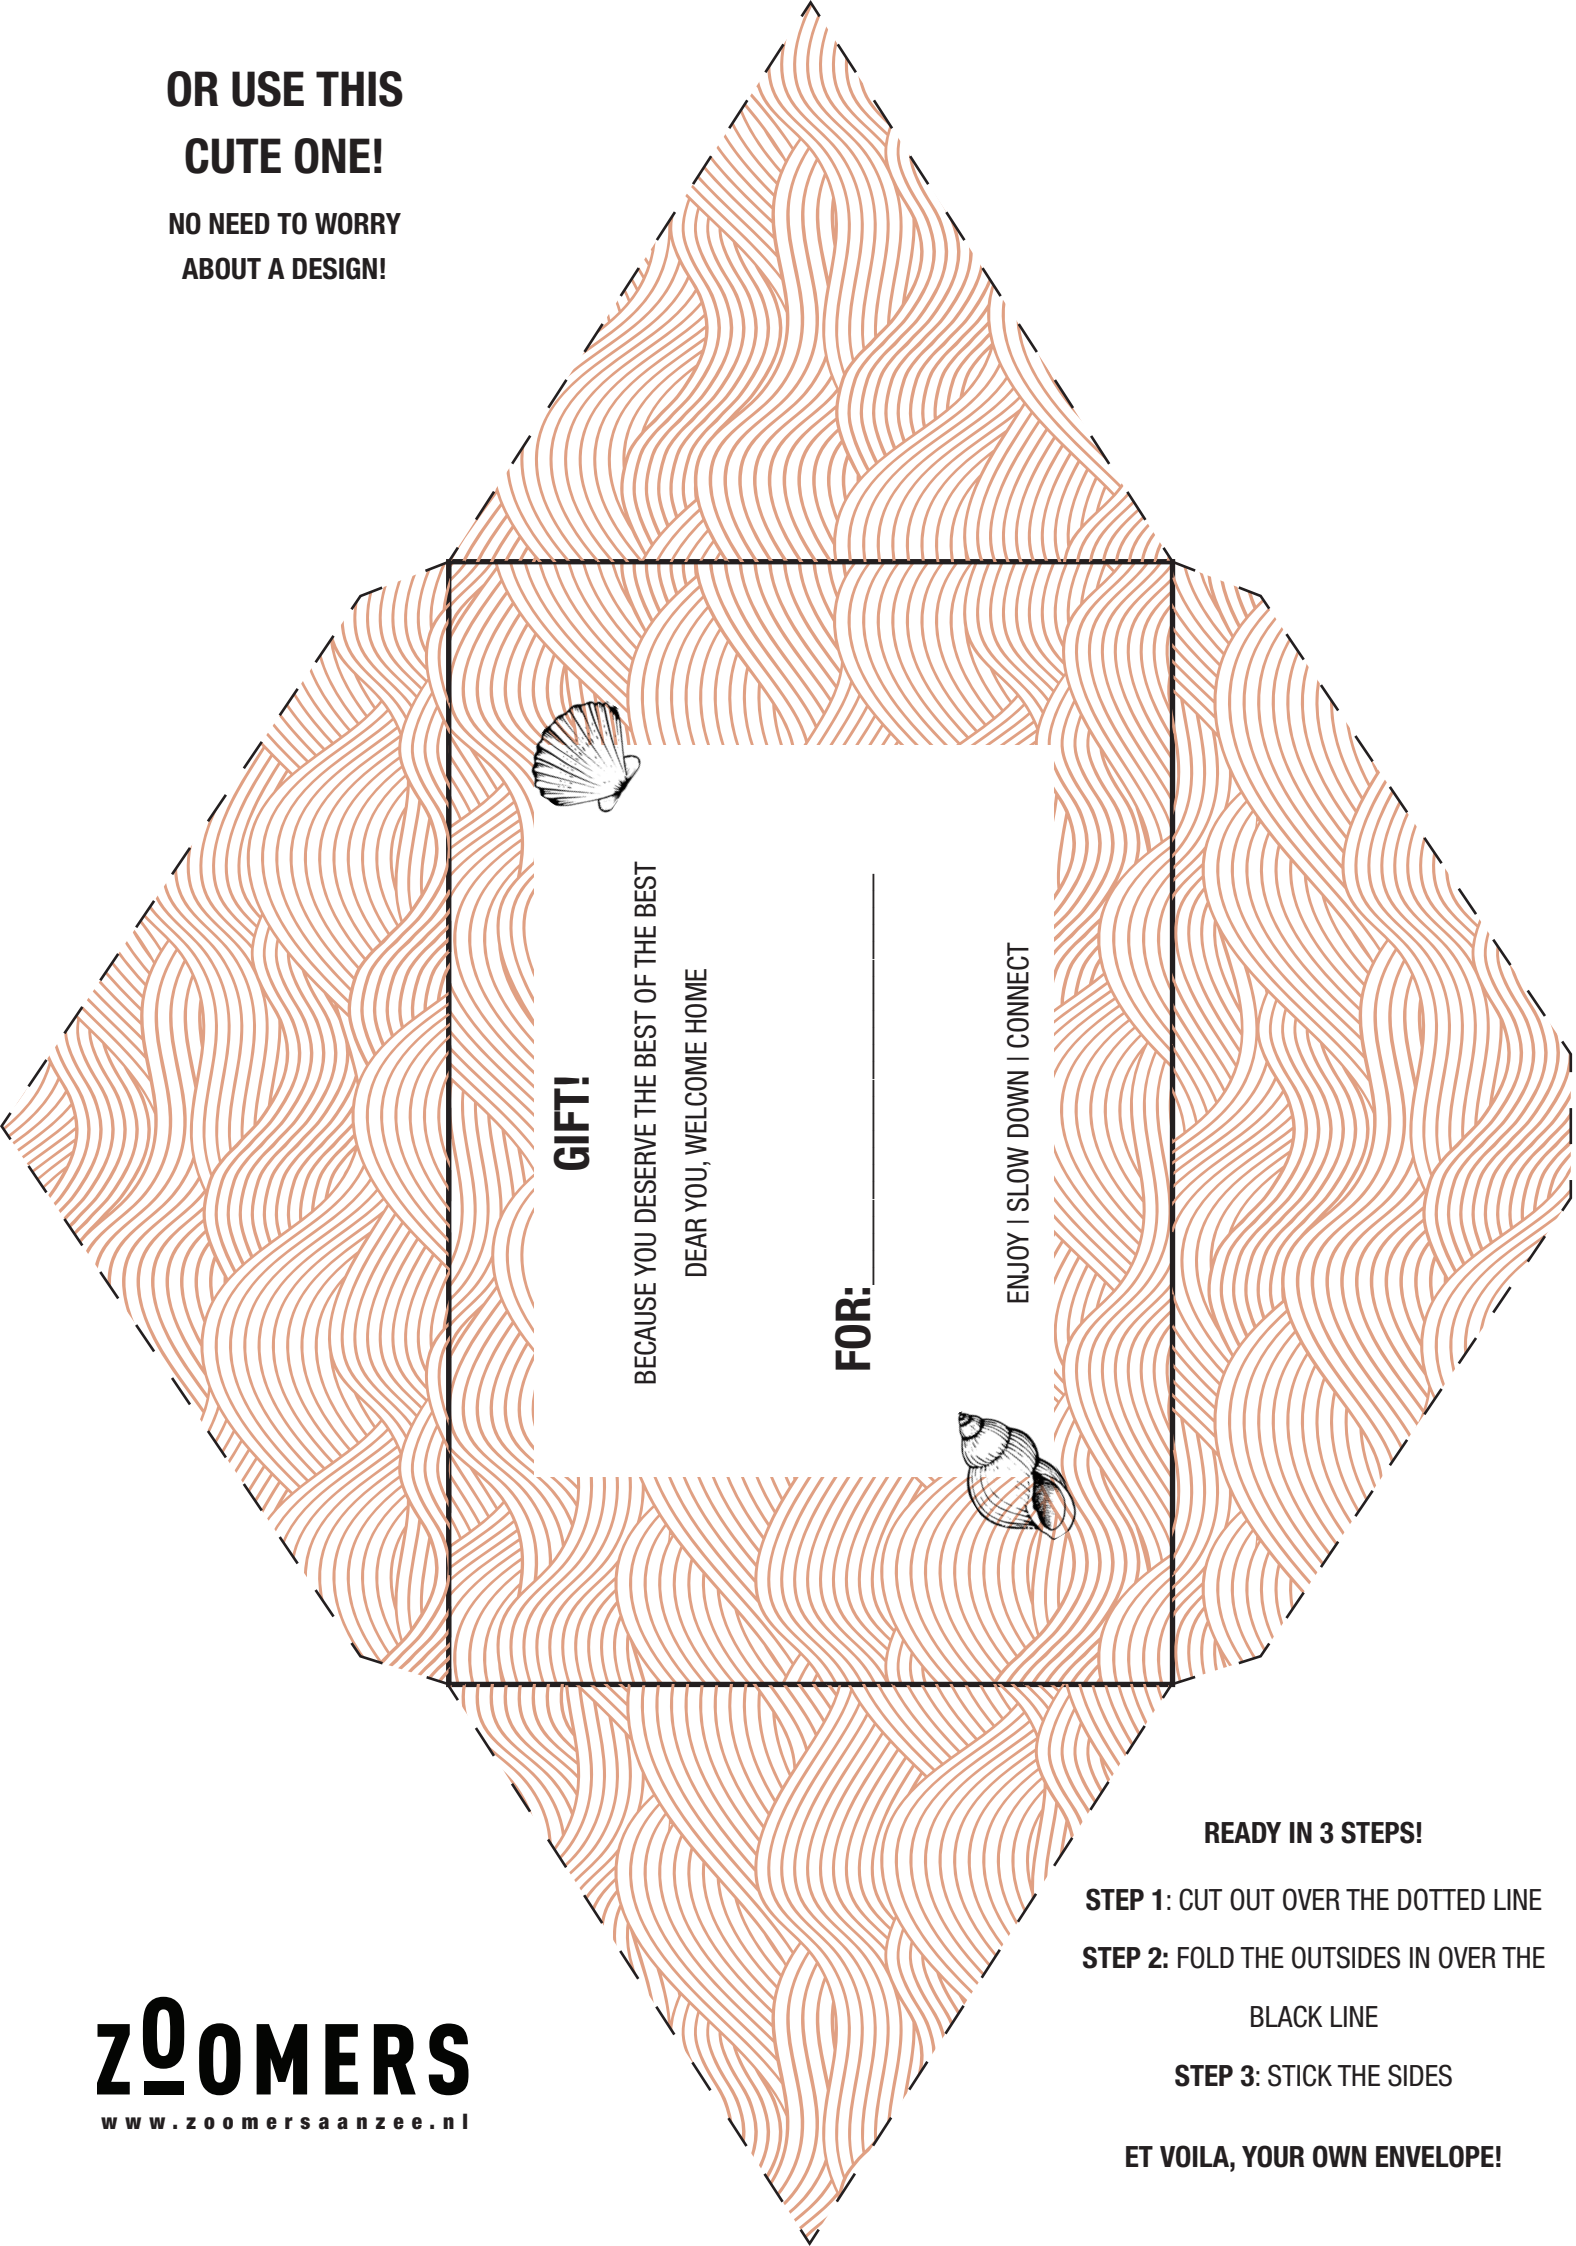 OR USE THIS
CUTE ONE!
NO NEED TO WORRY
ABOUT A DESIGN!
GIFT!
BECAUSE YOU DESERVE THE BEST OF THE BEST
DEAR YOU, WELCOME HOME
FOR:
ENJOY | SLOW DOWN | CONNECT
READY IN 3 STEPS!
STEP 1: CUT OUT OVER THE DOTTED LINE
STEP 2: FOLD THE OUTSIDES IN OVER THE
BLACK LINE
STEP 3: STICK THE SIDES
ET VOILA, YOUR OWN ENVELOPE!
ZOOMERS
www.zoomersaanzee.nl